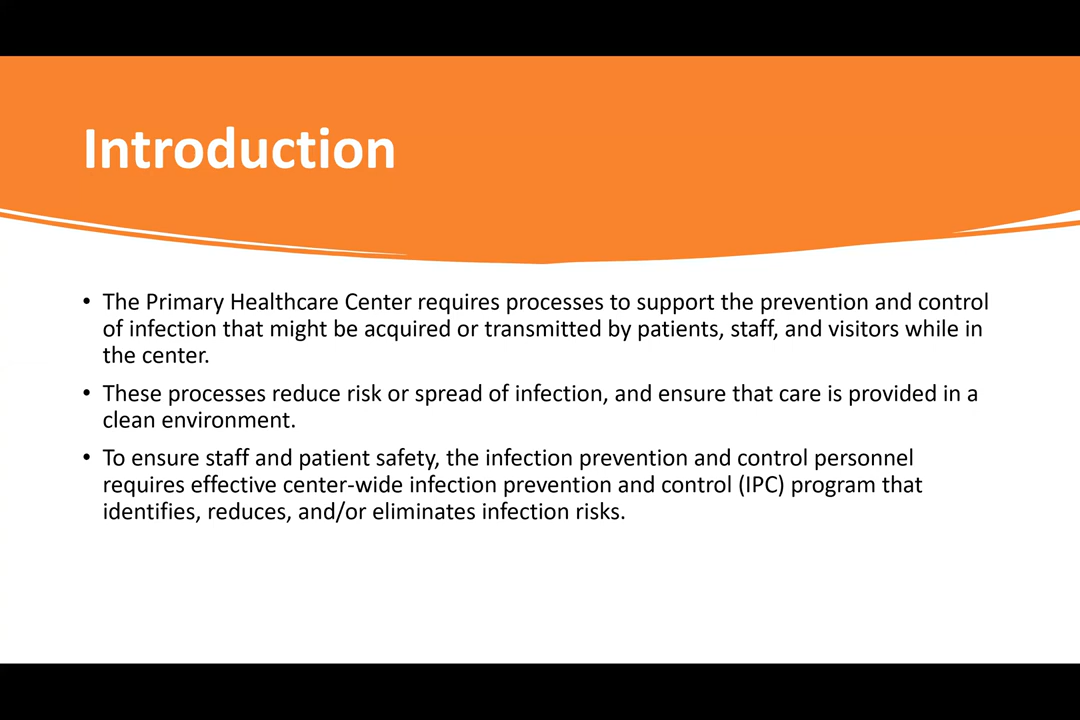 Introduction
• The Primary Healthcare Center requires processes to support the prevention and control
of infection that might be acquired or transmitted by patients, staff, and visitors while in
the center.
• These processes reduce risk or spread of infection, and ensure that care is provided in a
clean environment.
• To ensure staff and patient safety, the infection prevention and control personnel
requires effective center-wide infection prevention and control (IPC) program that
identifies, reduces, and/or eliminates infection risks.